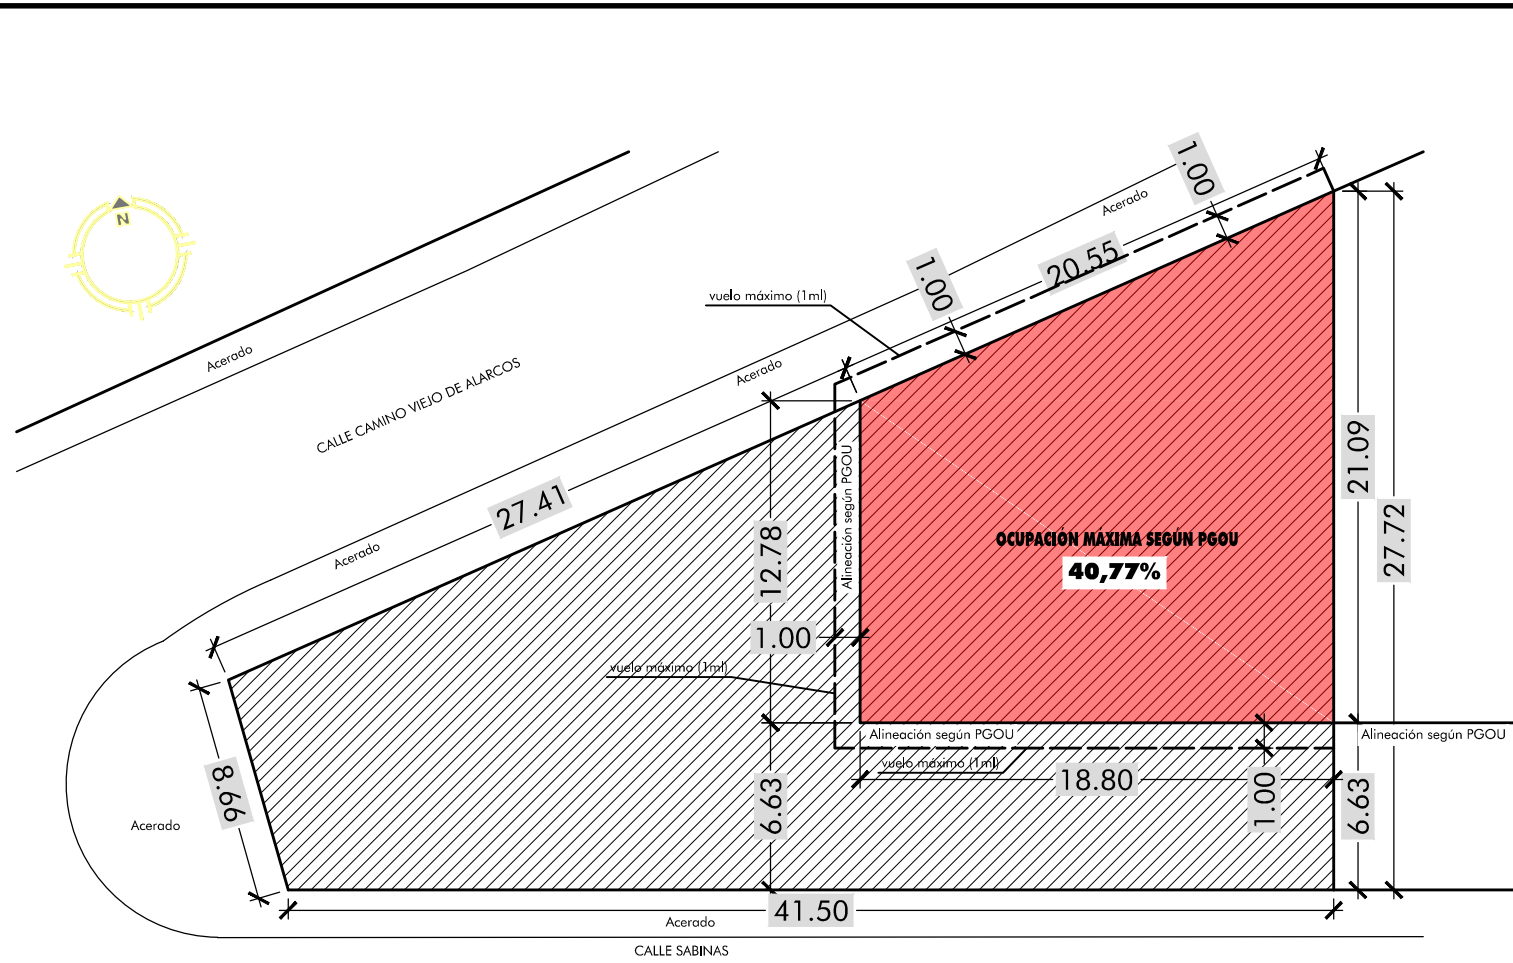 1.00
Acerado
N
20.55
1.00
vuelo máximo (1ml)
Acerado
CALLE CAMINO VIEJO DE ALARCOS
Acerado
21.09
27.72
Alineación según PGOU
27.41
12.78
OCUPACIÓN MÁXIMA SEGÚN PGOU
40,77%
Acerado
1.00
vuelo máximo (1ml)
Alineación según PGOU
Alineación según PGOU
vuelo máximo (1ml)
18.80
1.00
6.63
6.63
8.66
Acerado
41.50
Acerado
CALLE SABINAS